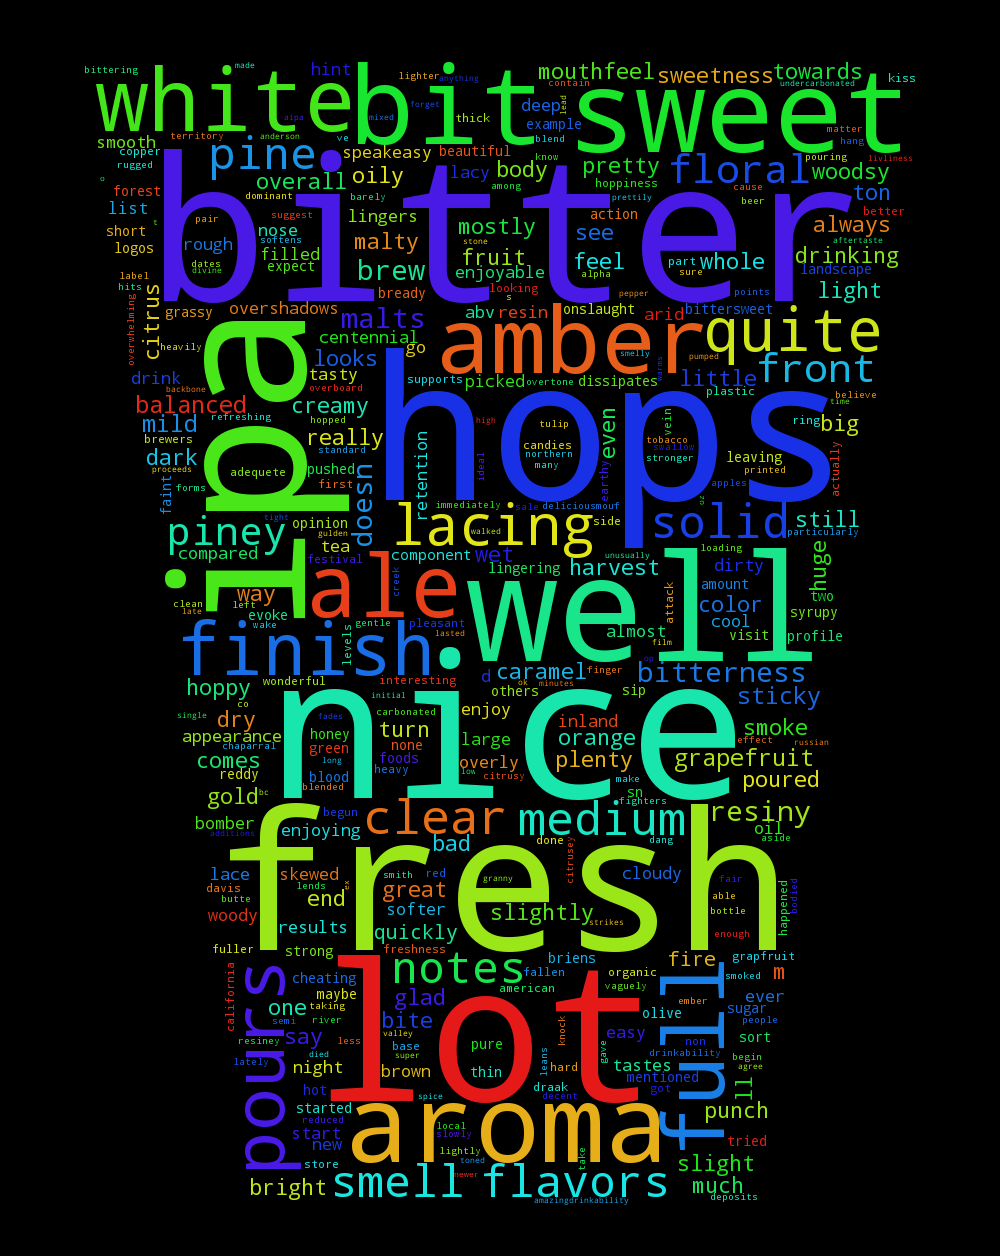 bittering made hint lighter anything mouthfeel sweetness towards kiss
white bit sweet
aipa forget contain undercarbonated
thick deep lead
territory anderson mixed example
smooth ve blend matter hang
copper pine speakeasy beautiful know pretty floral pouring livliness
rugged lacy body woodsy
overall oily among hoppiness
forest dominant barely prettily cause beer ton better
list pair suggest lingers action
short nose mostly see always
logos rough softens malty stone aftertaste
bitter
filled fruit feel part whole drinking
dates divine expect brew enjoyable alpha sure landscape
label hits bready looking pepper points light
grassy overshadows abv resin onslaught arid bittersweet
citrus overwhelming malts amber quite
centennial go
heavily looks smelly pumped front
drink tasty supports picked overtone dissipates warms little believe
backbone overboard plastic time
balanced creamy hops
refreshing hopped high tulip ring big
mild really even vein
brewers standard retention candies tobacco swallow
dark northern stronger leaving actually
proceeds adequete pushed ideal many printed
ipa
faint forms first doesn earthy apples
immediately sale deliciousmouf oz
tight opinion lacing side solid still
piney gulden walked particularly
tea
compared festival component wet unusually loading huge
lingering harvest dirty
way ale creek well amount two
clean left color
late evoke attack syrupy
wake gentle pleasant cool
finish levels lasted almost film visit profile
caramel finger bitterness
hoppy wonderful interesting d ok minutes others sip sticky
co initial
single dry fades carbonated enjoy smoke
nice
appearance honey turn inland
chaparral green none large orange effect russian
comes long foods overly plenty grapefruit
reddy blood heavy low citrusy make poured
gold bc blended sn fighters
clear medium resiny
bomber begun oil
additions enjoying bad done dang aside
fresh
lace skewed smith red citrusey cloudy fair
davis lends ex great granny able bodied
butte end bottle happened
woody softer slightly strikes
results quickly enough
fuller strong freshness briens fire grapfruit
notes
california cheating fallen organic smoked m
maybe american vaguely ever
pours one taking glad ember sugar
lot
semi river bite knock olive people
resiney say less valley non sort
base pure gave easy drinkability
lately died super leans begin
night brown thin hard tastes agree
hot draak mentioned full ll
started spice decent got punch
reduced aroma
start local
new slowly tried
lightly take
store toned slight
bright smell newer flavors much
amazingdrinkability deposits